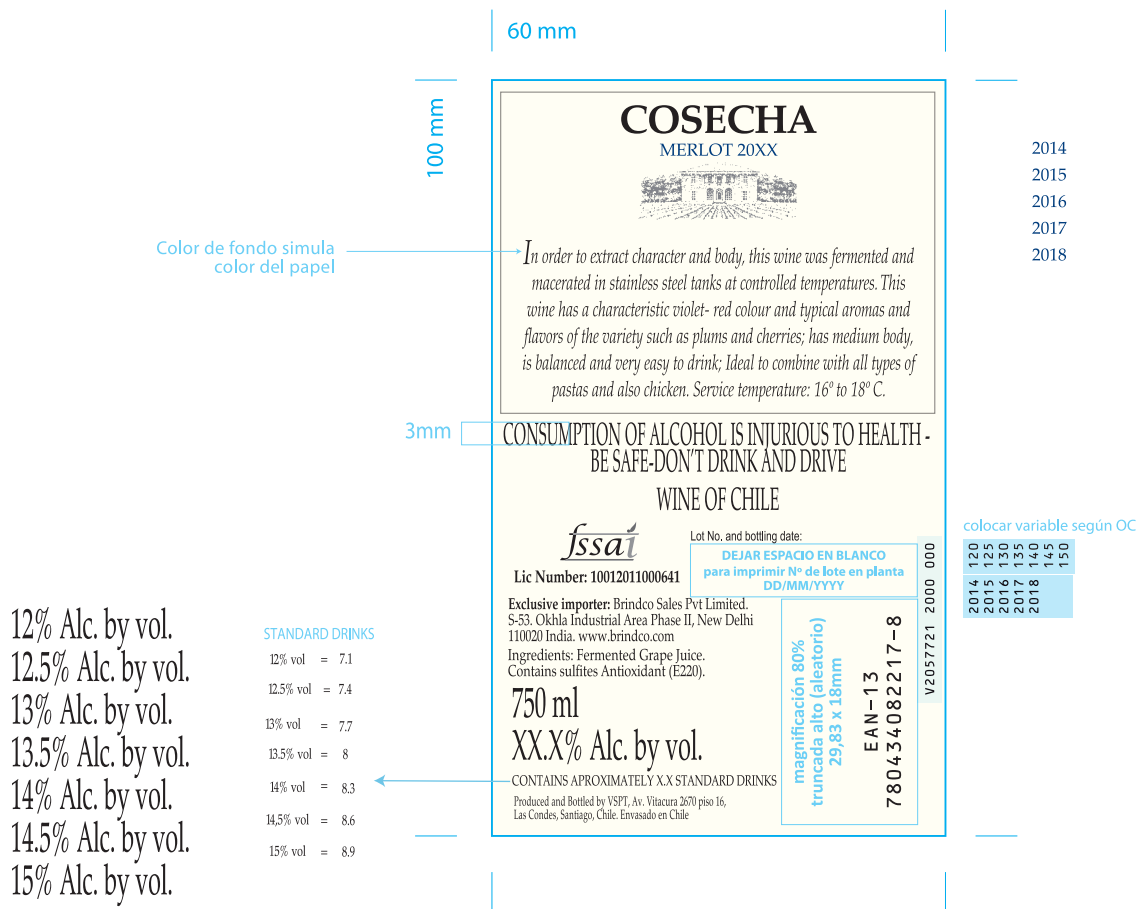 60 mm
100 mm
COSECHA
MERLOT 20XX
2014
2015
2016
2017
2018
Color de fondo simula
color del papel
In order to extract character and body, this wine was fermented and
macerated in stainless steel tanks at controlled temperatures. This
wine has a characteristic violet- red colour and typical aromas and
flavors of the variety such as plums and cherries; has medium body,
is balanced and very easy to drink; Ideal to combine with all types of
pastas and also chicken. Service temperature: 16º to 18º C.
3mm
CONSUMPTION OF ALCOHOL IS INJURIOUS TO HEALTH -
BE SAFE-DON'T DRINK AND DRIVE
WINE OF CHILE
fssai
Lic Number: 10012011000641
Lot No. and bottling date:
DEJAR ESPACIO EN BLANCO
para imprimir Nº de lote en planta
DD/MM/YYYY
colocar variable según OC
2014 120
2015 125
2016 130
2017 135
2018 140
145
150
V2057721 2000 000
Exclusive importer: Brindco Sales Pvt Limited.
S-53. Okhla Industrial Area Phase II, New Delhi
110020 India. www.brindco.com
Ingredients: Fermented Grape Juice.
Contains sulfites Antioxidant (E220).
750 ml
XX.X% Alc. by vol.
CONTAINS APROXIMATELY X.X STANDARD DRINKS
Produced and Bottled by VSPT, Av. Vitacura 2670 piso 16,
Las Condes, Santiago, Chile. Envasado en Chile
magnificación 80%
truncada alto (aleatorio)
29,83 x 18mm
EAN-13
780434082217-8
12% Alc. by vol.
12.5% Alc. by vol.
13% Alc. by vol.
13.5% Alc. by vol.
14% Alc. by vol.
14.5% Alc. by vol.
15% Alc. by vol.
STANDARD DRINKS
12% vol = 7.1
12.5% vol = 7.4
13% vol = 7.7
13.5% vol = 8
14% vol = 8.3
14,5% vol = 8.6
15% vol = 8.9